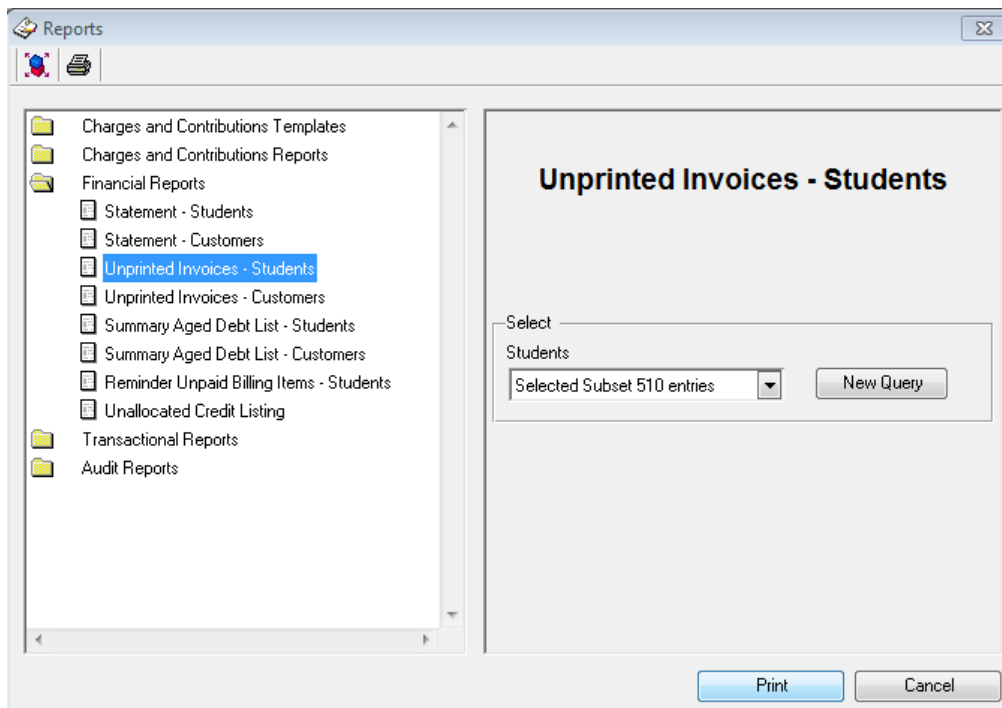 Reports
Charges and Contributions Templates
Charges and Contributions Reports
Financial Reports
Statement - Students
Statement - Customers
Unprinted Invoices - Students
Unprinted Invoices - Customers
Summary Aged Debt List - Students
Summary Aged Debt List - Customers
Reminder Unpaid Billing Items - Students
Unallocated Credit Listing
Transactional Reports
Audit Reports
Unprinted Invoices - Students
Select
Students
Selected Subset 510 entries
New Query
Print
Cancel